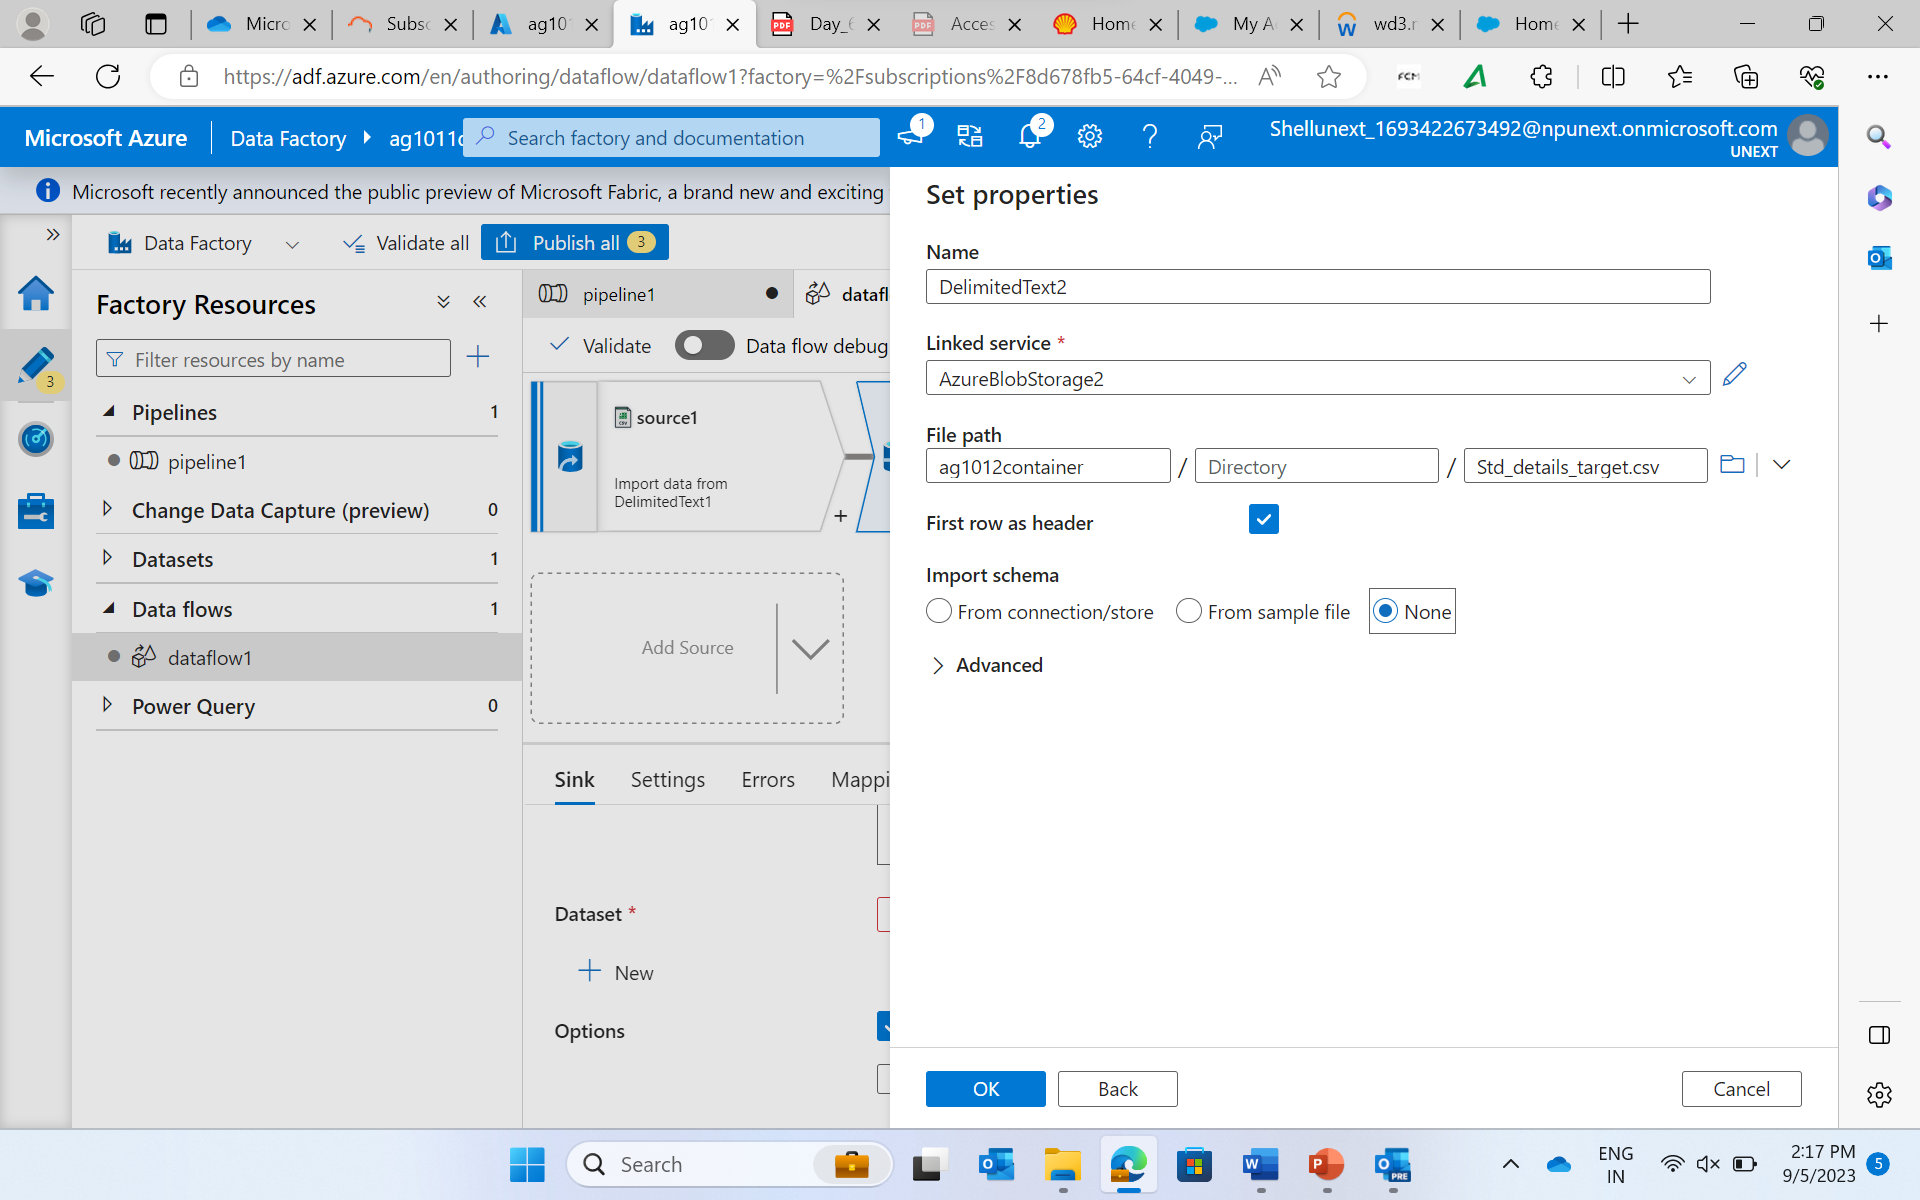 Micro
Subsc
ag10
ag10
Day_6
Acces
Home
My A
wd3.r
Home
https://adf.azure.com/en/authoring/dataflow/dataflow1?factory=%2Fsubscriptions%2F8d678fb5-64cf-4049-...
Microsoft Azure
Data Factory
ag1011c
Search factory and documentation
1
2
Shellunext_1693422673492@npunext.onmicrosoft.com
UNEXT
Microsoft recently announced the public preview of Microsoft Fabric, a brand new and exciting
Data Factory
Validate all
Publish all 3
Factory Resources
Filter resources by name
3
Pipelines 1
pipeline1
Change Data Capture (preview) 0
Datasets 1
Data flows 1
dataflow1
Power Query 0
pipeline1
datafl
Validate
Data flow debug
source1
Import data from
DelimitedText1
Add Source
Sink Settings Errors Mappi
Dataset *
New
Options
Set properties
Name
DelimitedText2
Linked service *
AzureBlobStorage2
File path
ag1012container / Directory / Std_details_target.csv
First row as header
Import schema
From connection/store From sample file None
Advanced
OK Back Cancel
Search
ENG
IN
2:17 PM
9/5/2023
5